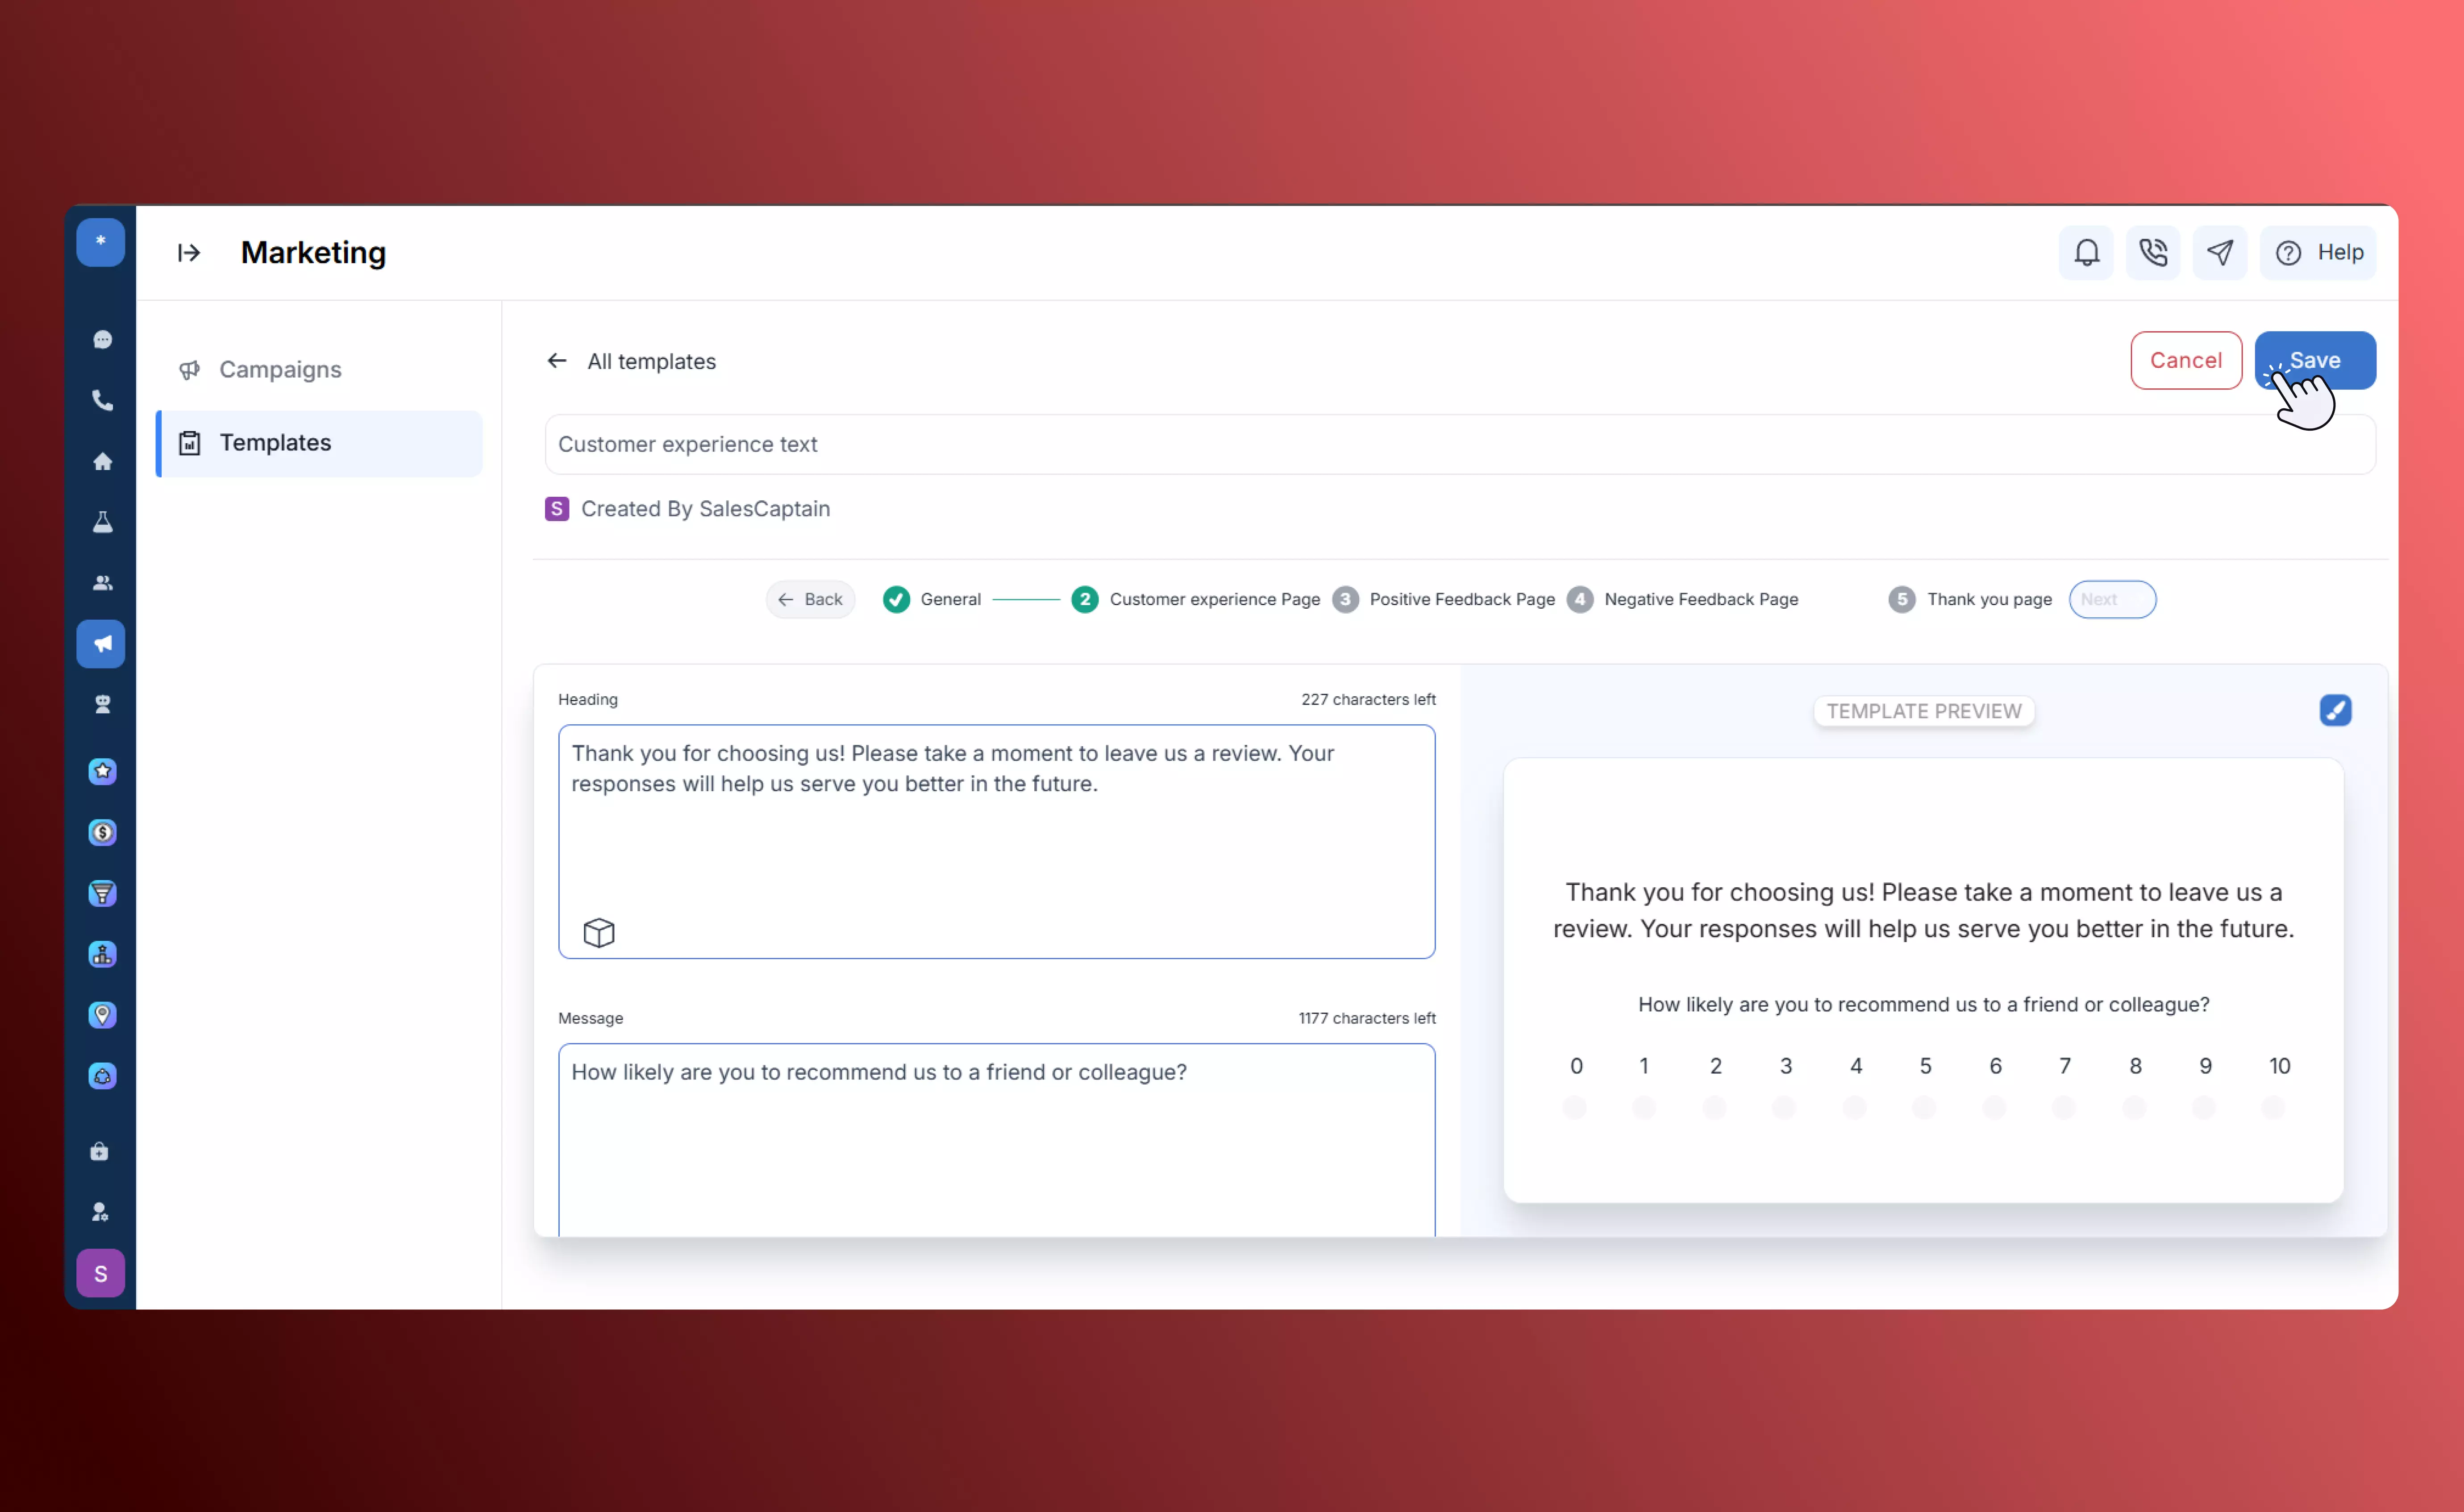 *
Marketing
Help
Campaigns
Templates
All templates
Cancel
Save
Customer experience text
S
Created By SalesCaptain
Back
General
2
Customer experience Page
3
Positive Feedback Page
4
Negative Feedback Page
5
Thank you page
Next
Heading
227 characters left
Thank you for choosing us! Please take a moment to leave us a review. Your
responses will help us serve you better in the future.
Message
1177 characters left
How likely are you to recommend us to a friend or colleague?
TEMPLATE PREVIEW
Thank you for choosing us! Please take a moment to leave us a
review. Your responses will help us serve you better in the future.
How likely are you to recommend us to a friend or colleague?
0 1 2 3 4 5 6 7 8 9 10
S